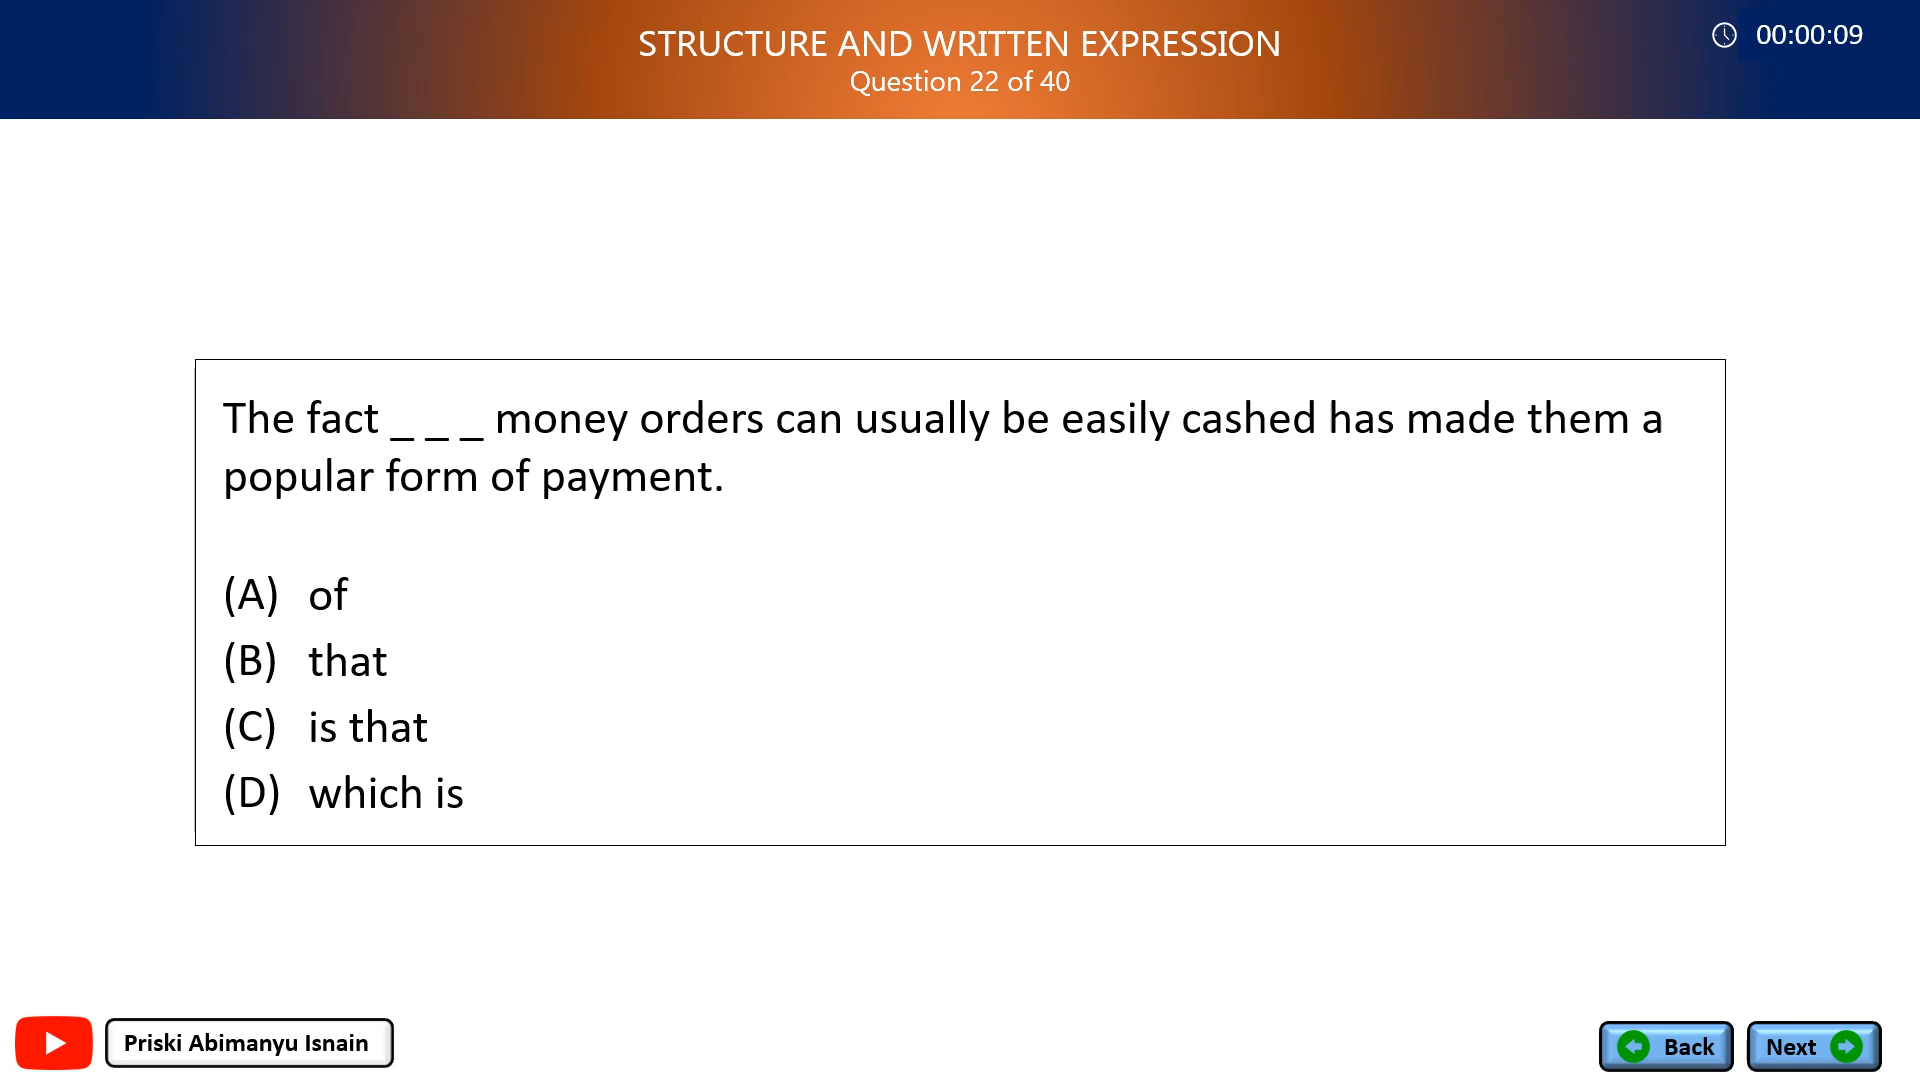 STRUCTURE AND WRITTEN EXPRESSION
Question 22 of 40
00:00:09
The fact _ _ _ money orders can usually be easily cashed has made them a
popular form of payment.
(A) of
(B) that
(C) is that
(D) which is
Priski Abimanyu Isnain
Back
Next